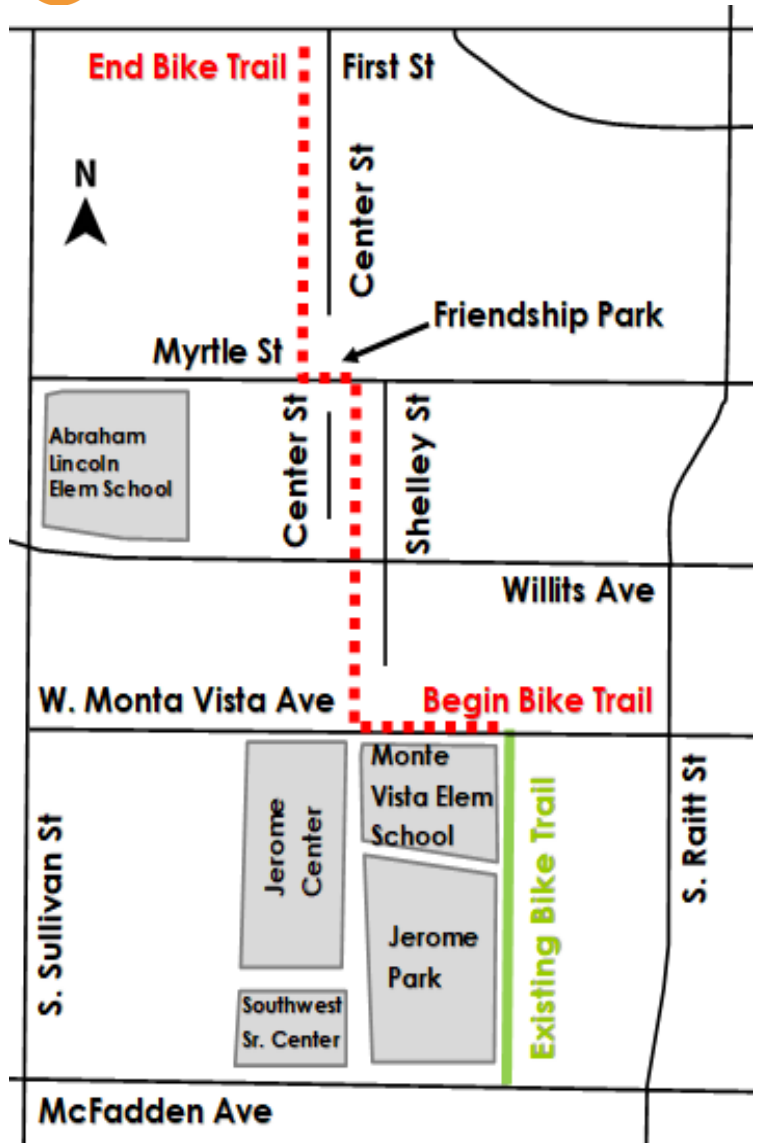 End Bike Trail
First St
N
Center St
Friendship Park
Myrtle St
Abraham
Lincoln
Elem School
Center St
Shelley St
Willits Ave
W. Monta Vista Ave
Begin Bike Trail
Monte
Vista Elem
School
Jerome
Center
S. Sullivan St
Existing Bike Trail
S. Raitt St
Jerome
Park
Southwest
Sr. Center
McFadden Ave